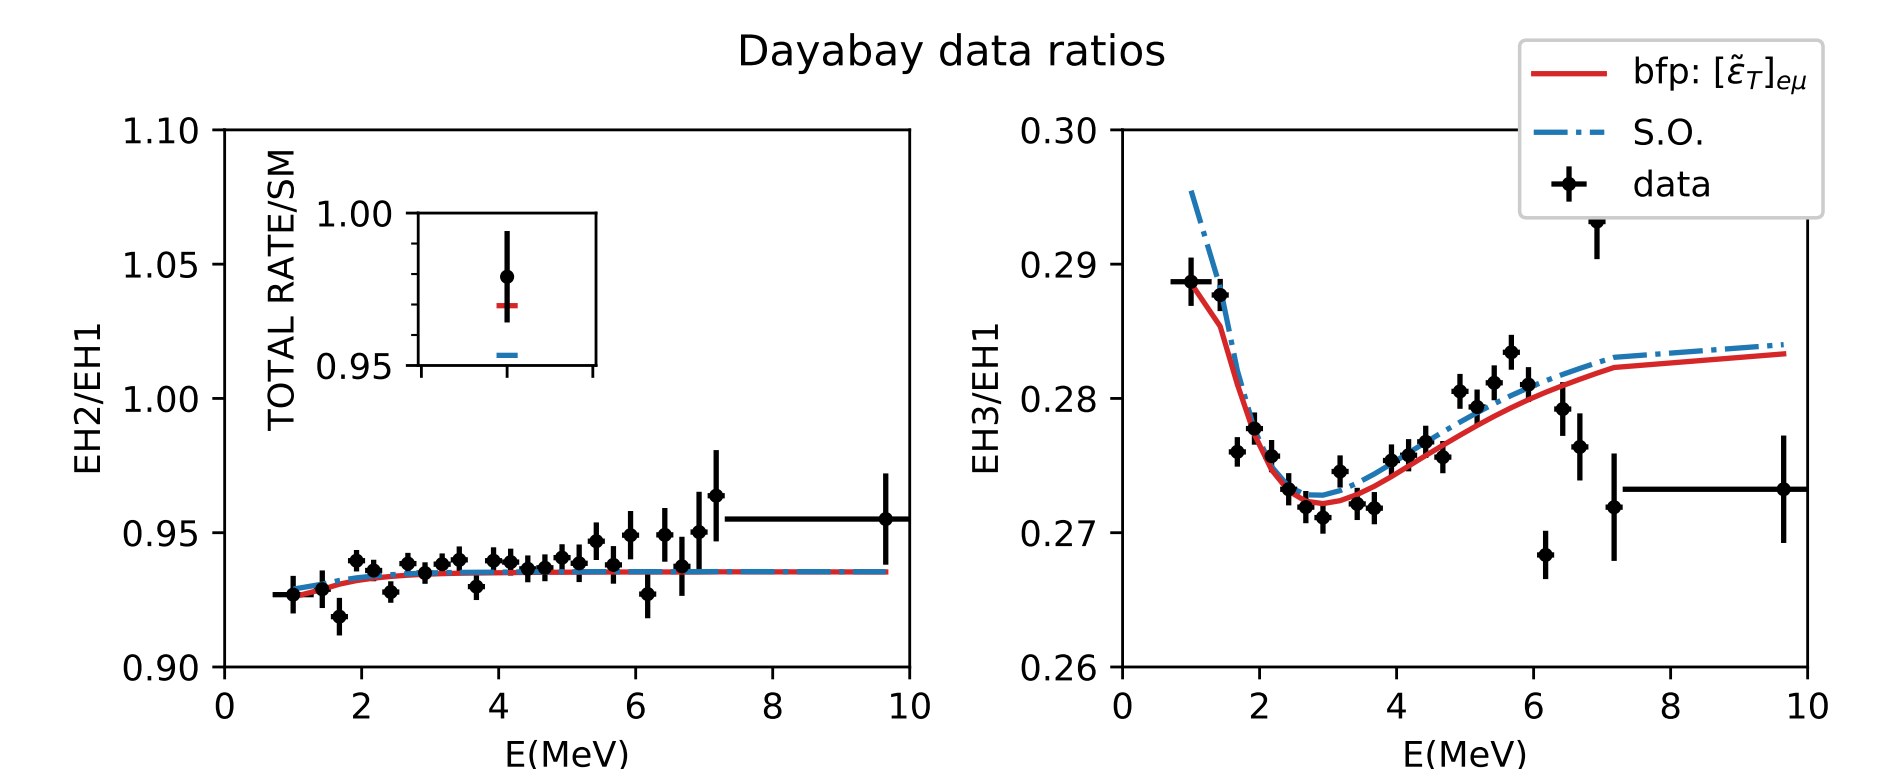 Dayabay data ratios
bfp: [ε̃_T]_eμ
S.O.
data
EH2/EH1
1.10
1.05
1.00
0.95
0.90
TOTAL RATE/SM
1.00
0.95
0 2 4 6 8 10
E(MeV)
EH3/EH1
0.30
0.29
0.28
0.27
0.26
0 2 4 6 8 10
E(MeV)